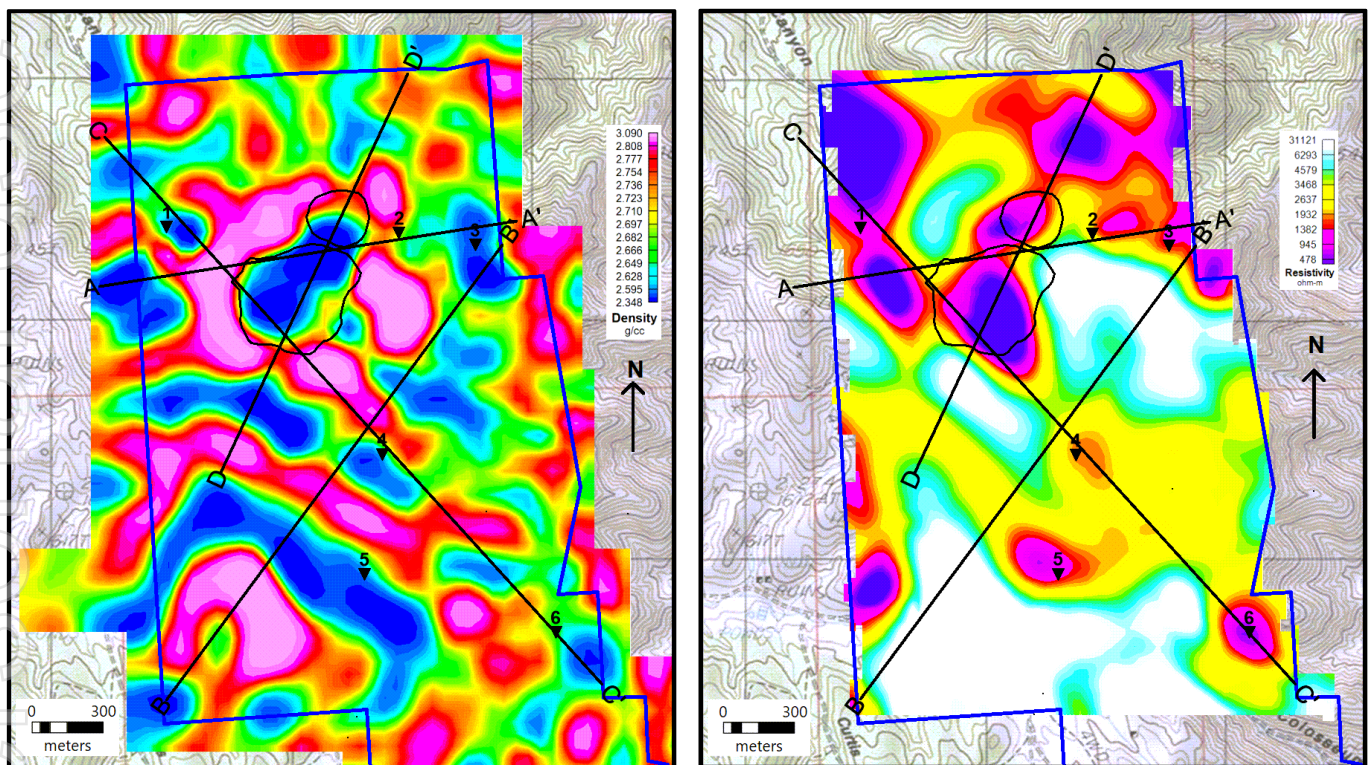 anyon
C
D'
1
2
3
A'
B'
A
D
4
5
6
B
C'
3.090
2.808
2.777
2.754
2.736
2.723
2.710
2.697
2.682
2.666
2.649
2.628
2.595
2.348
Density
g/cc
N
0 300
meters
anyon
C
D'
1
2
3
A'
B'
A
D
4
5
6
B
C'
31121
6293
4579
3468
2637
1932
1382
945
478
Resistivity
ohm-m
N
0 300
meters
Curtis